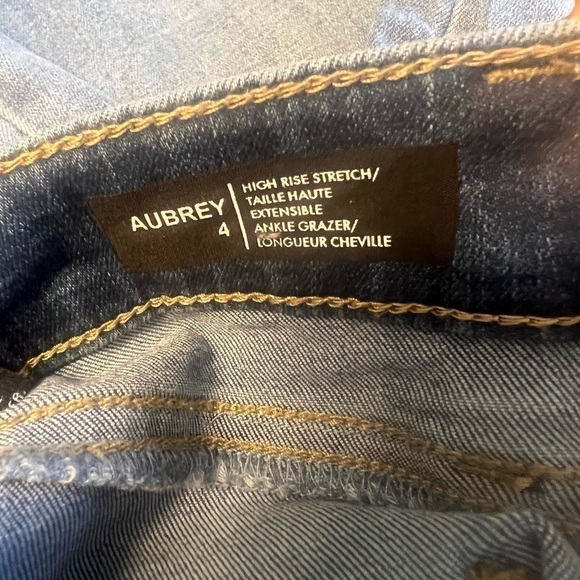 AUBREY
4
HIGH RISE STRETCH/
TAILLE HAUTE
EXTENSIBLE
ANKLE GRAZER/
LONGUEUR CHEVILLE